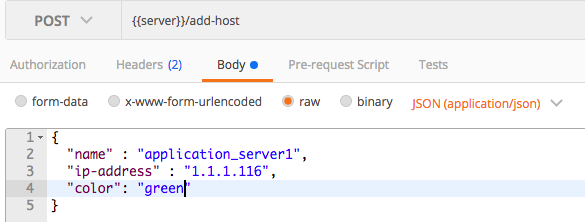 POST {{server}}/add-host
Authorization Headers (2) Body Pre-request Script Tests
form-data x-www-form-urlencoded raw binary JSON (application/json)
1 {
2 "name" : "application_server1",
3 "ip-address" : "1.1.1.116",
4 "color": "green"
5 }